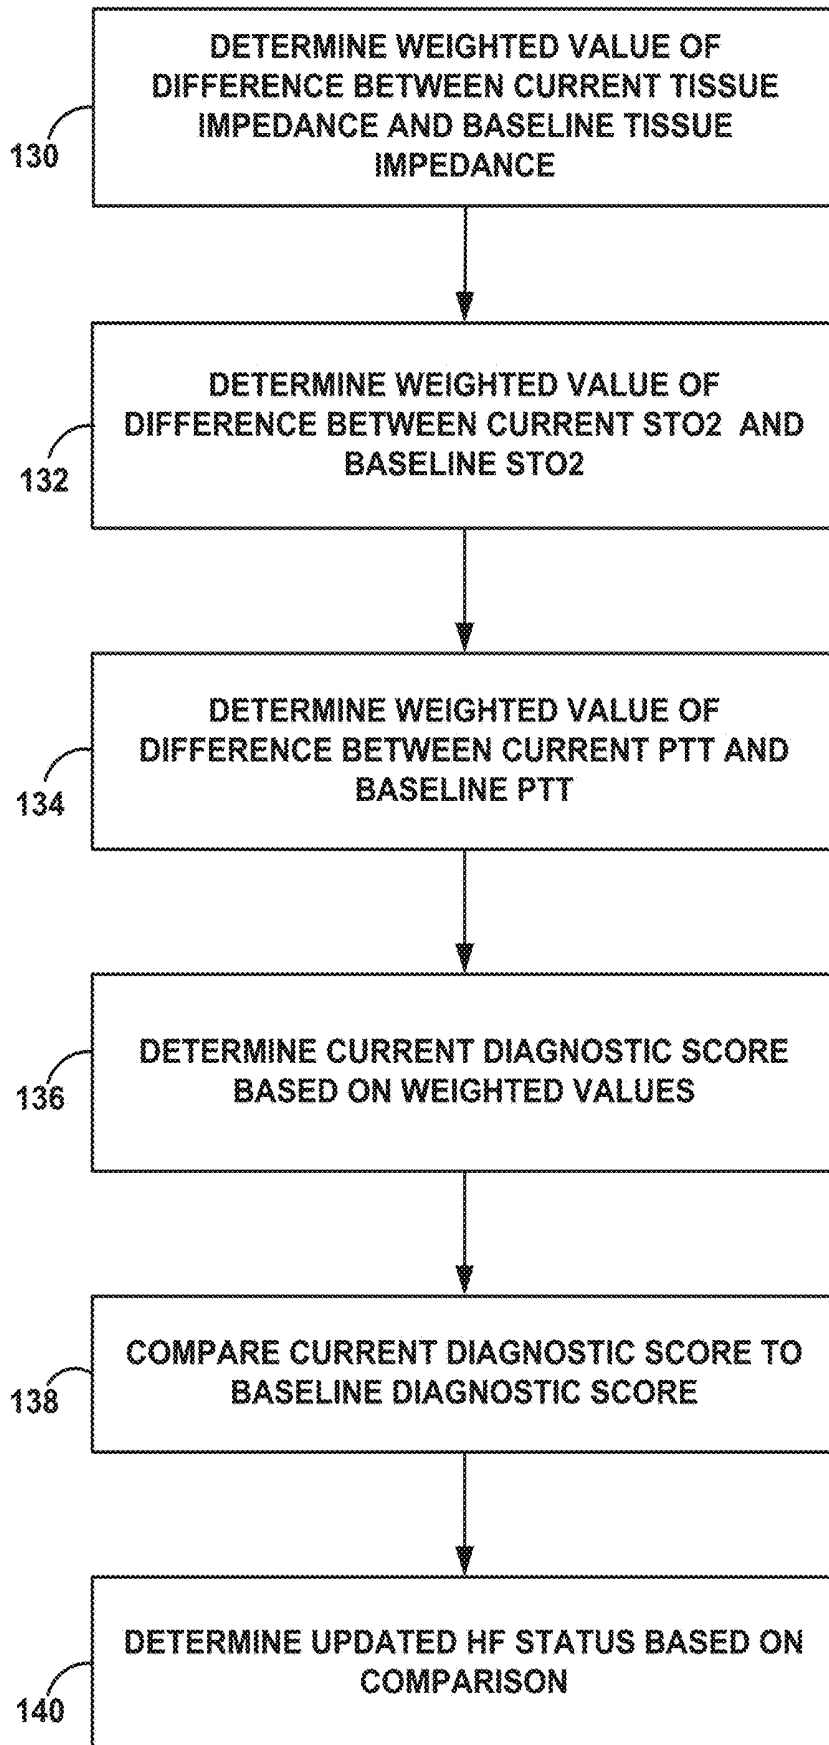 DETERMINE WEIGHTED VALUE OF
DIFFERENCE BETWEEN CURRENT TISSUE
IMPEDANCE AND BASELINE TISSUE
IMPEDANCE
130
DETERMINE WEIGHTED VALUE OF
DIFFERENCE BETWEEN CURRENT STO2 AND
BASELINE STO2
132
DETERMINE WEIGHTED VALUE OF
DIFFERENCE BETWEEN CURRENT PTT AND
BASELINE PTT
134
DETERMINE CURRENT DIAGNOSTIC SCORE
BASED ON WEIGHTED VALUES
136
COMPARE CURRENT DIAGNOSTIC SCORE TO
BASELINE DIAGNOSTIC SCORE
138
DETERMINE UPDATED HF STATUS BASED ON
COMPARISON
140